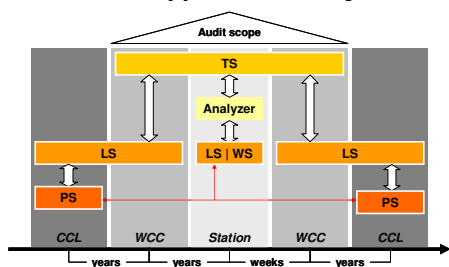 Audit scope
TS
Analyzer
LS
LS | WS
LS
PS
PS
CCL
WCC
Station
WCC
CCL
years
years
weeks
years